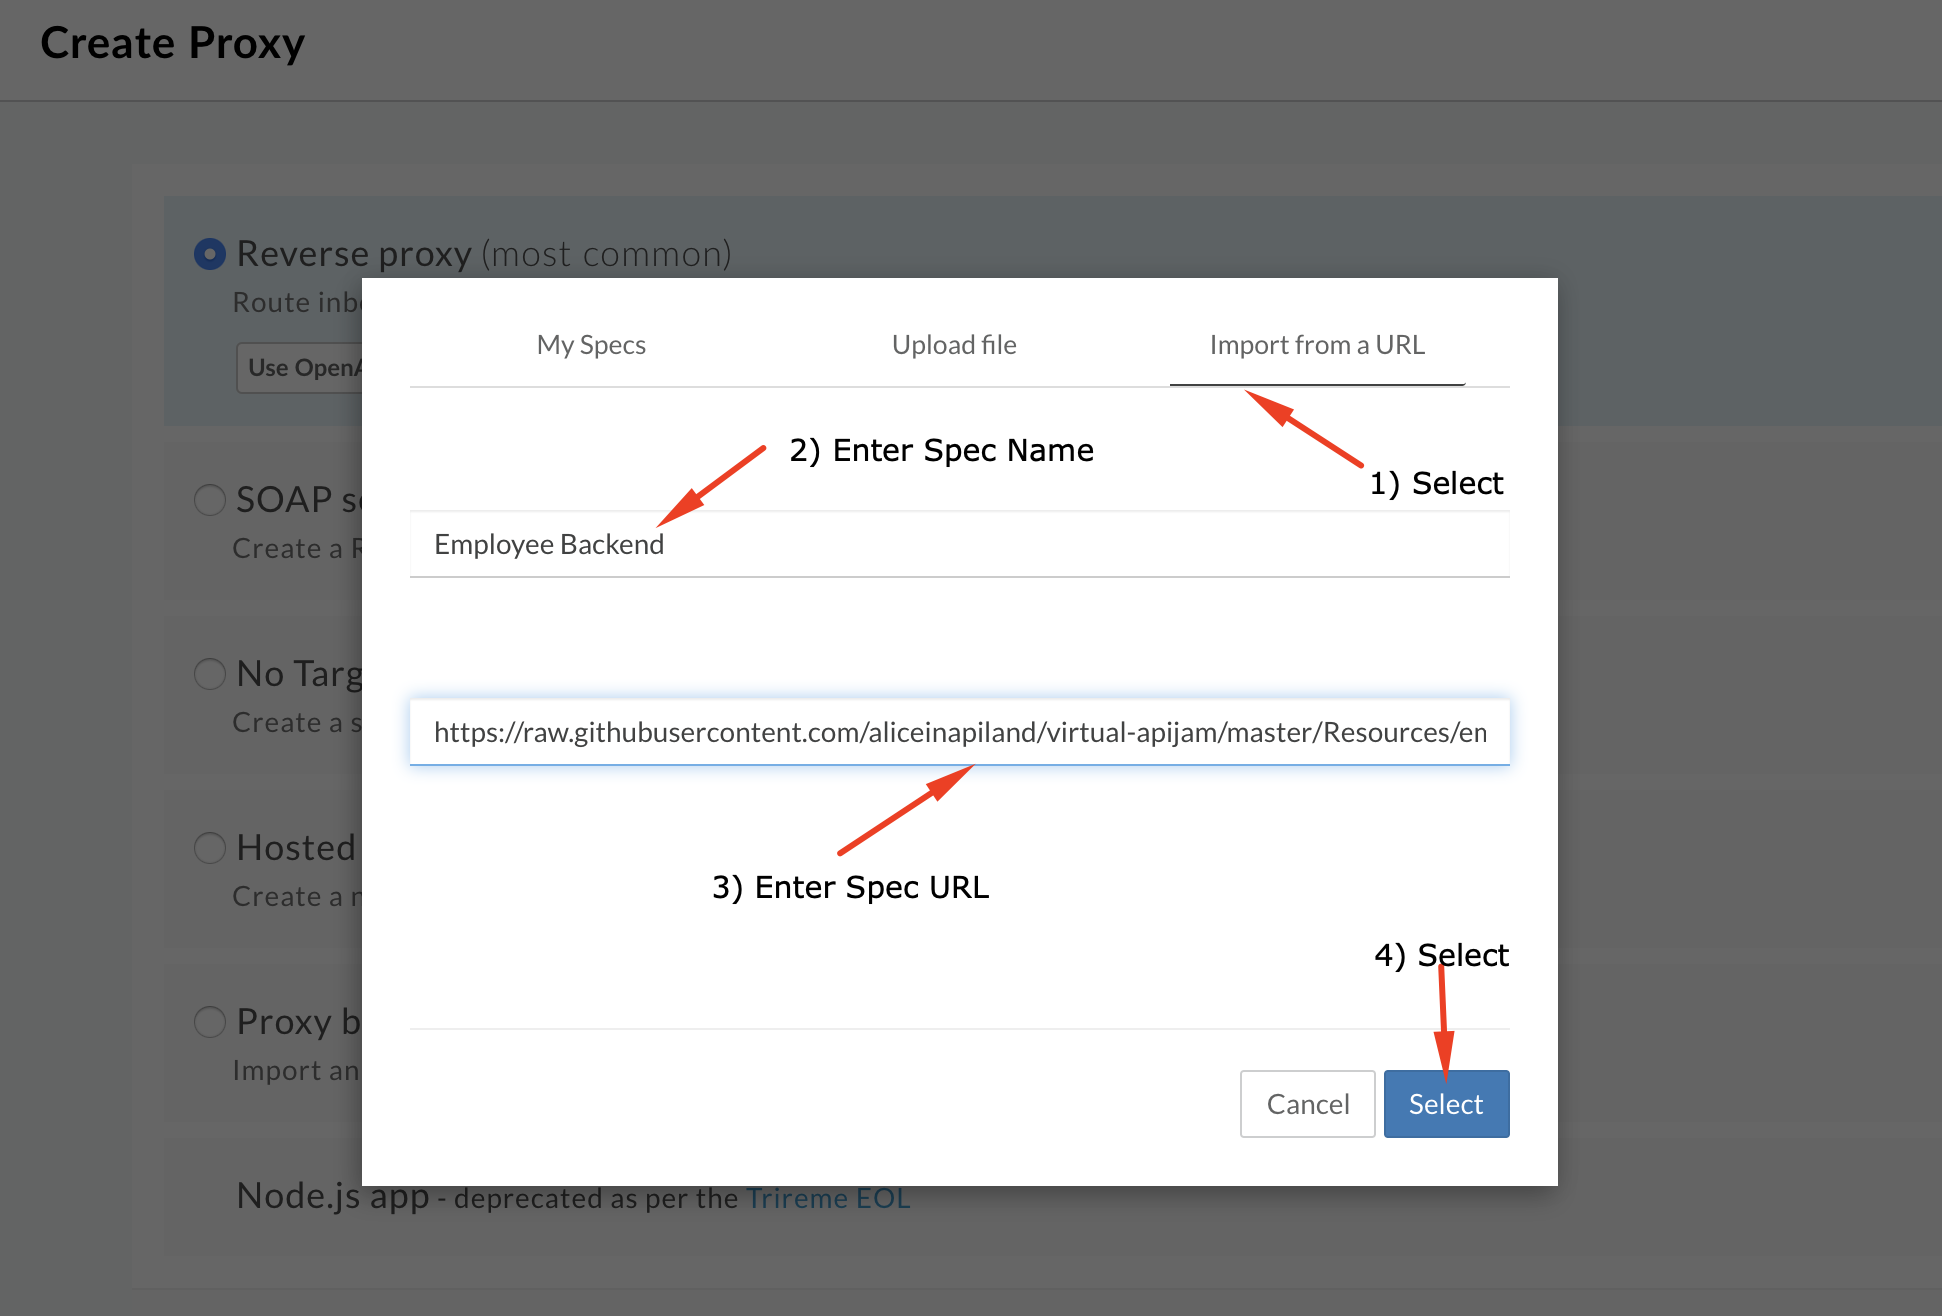 Create Proxy
Reverse proxy (most common)
Route inb
Use OpenA
My Specs
Upload file
Import from a URL
2) Enter Spec Name
1) Select
SOAP s
Create a R
Employee Backend
No Targ
Create a s
https://raw.githubusercontent.com/aliceinapiland/virtual-apijam/master/Resources/em
3) Enter Spec URL
Hosted
Create a n
4) Select
Proxy b
Import an
Cancel
Select
Node.js app - deprecated as per the Trireme EOL